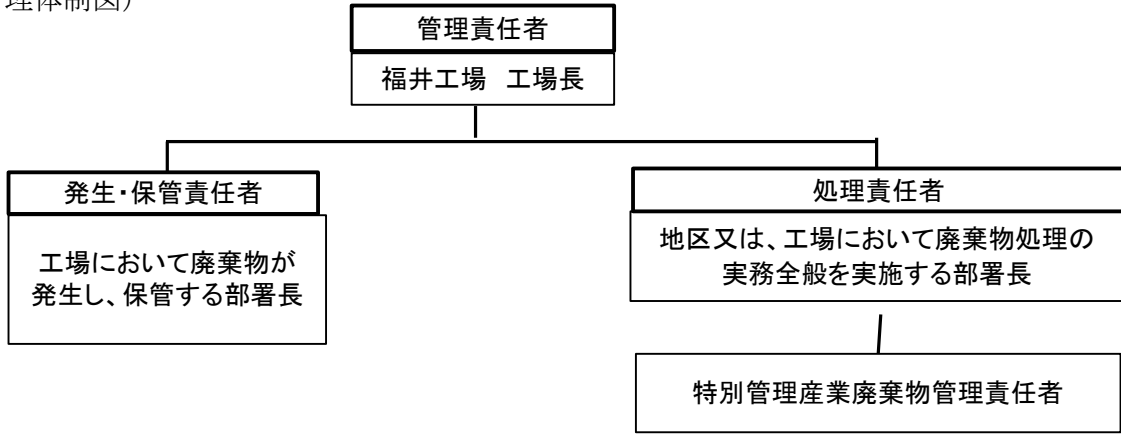 理体制図）
管理責任者
福井工場　工場長
発生・保管責任者
工場において廃棄物が
発生し、保管する部署長
処理責任者
地区又は、工場において廃棄物処理の
実務全般を実施する部署長
特別管理産業廃棄物管理責任者